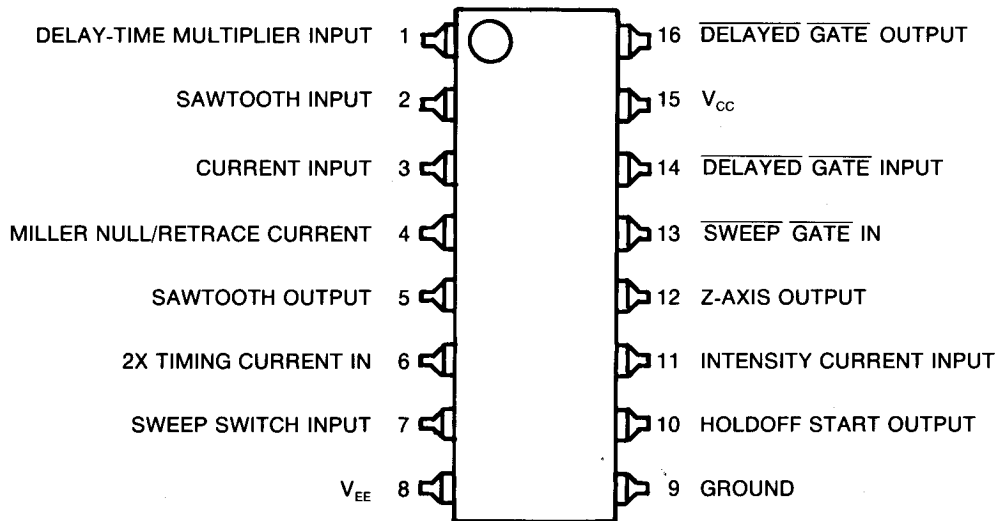 DELAY-TIME MULTIPLIER INPUT 1 16 DELAYED GATE OUTPUT
SAWTOOTH INPUT 2 15 VCC
CURRENT INPUT 3 14 DELAYED GATE INPUT
MILLER NULL/RETRACE CURRENT 4 13 SWEEP GATE IN
SAWTOOTH OUTPUT 5 12 Z-AXIS OUTPUT
2X TIMING CURRENT IN 6 11 INTENSITY CURRENT INPUT
SWEEP SWITCH INPUT 7 10 HOLDOFF START OUTPUT
VEE 8 9 GROUND